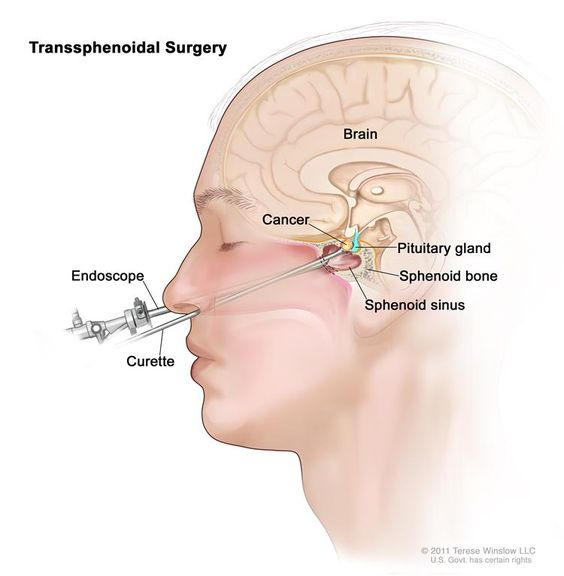 Transsphenoidal Surgery
Brain
Cancer
Pituitary gland
Endoscope
Sphenoid bone
Sphenoid sinus
Curette
© 2011 Terese Winslow LLC
U.S. Govt. has certain rights